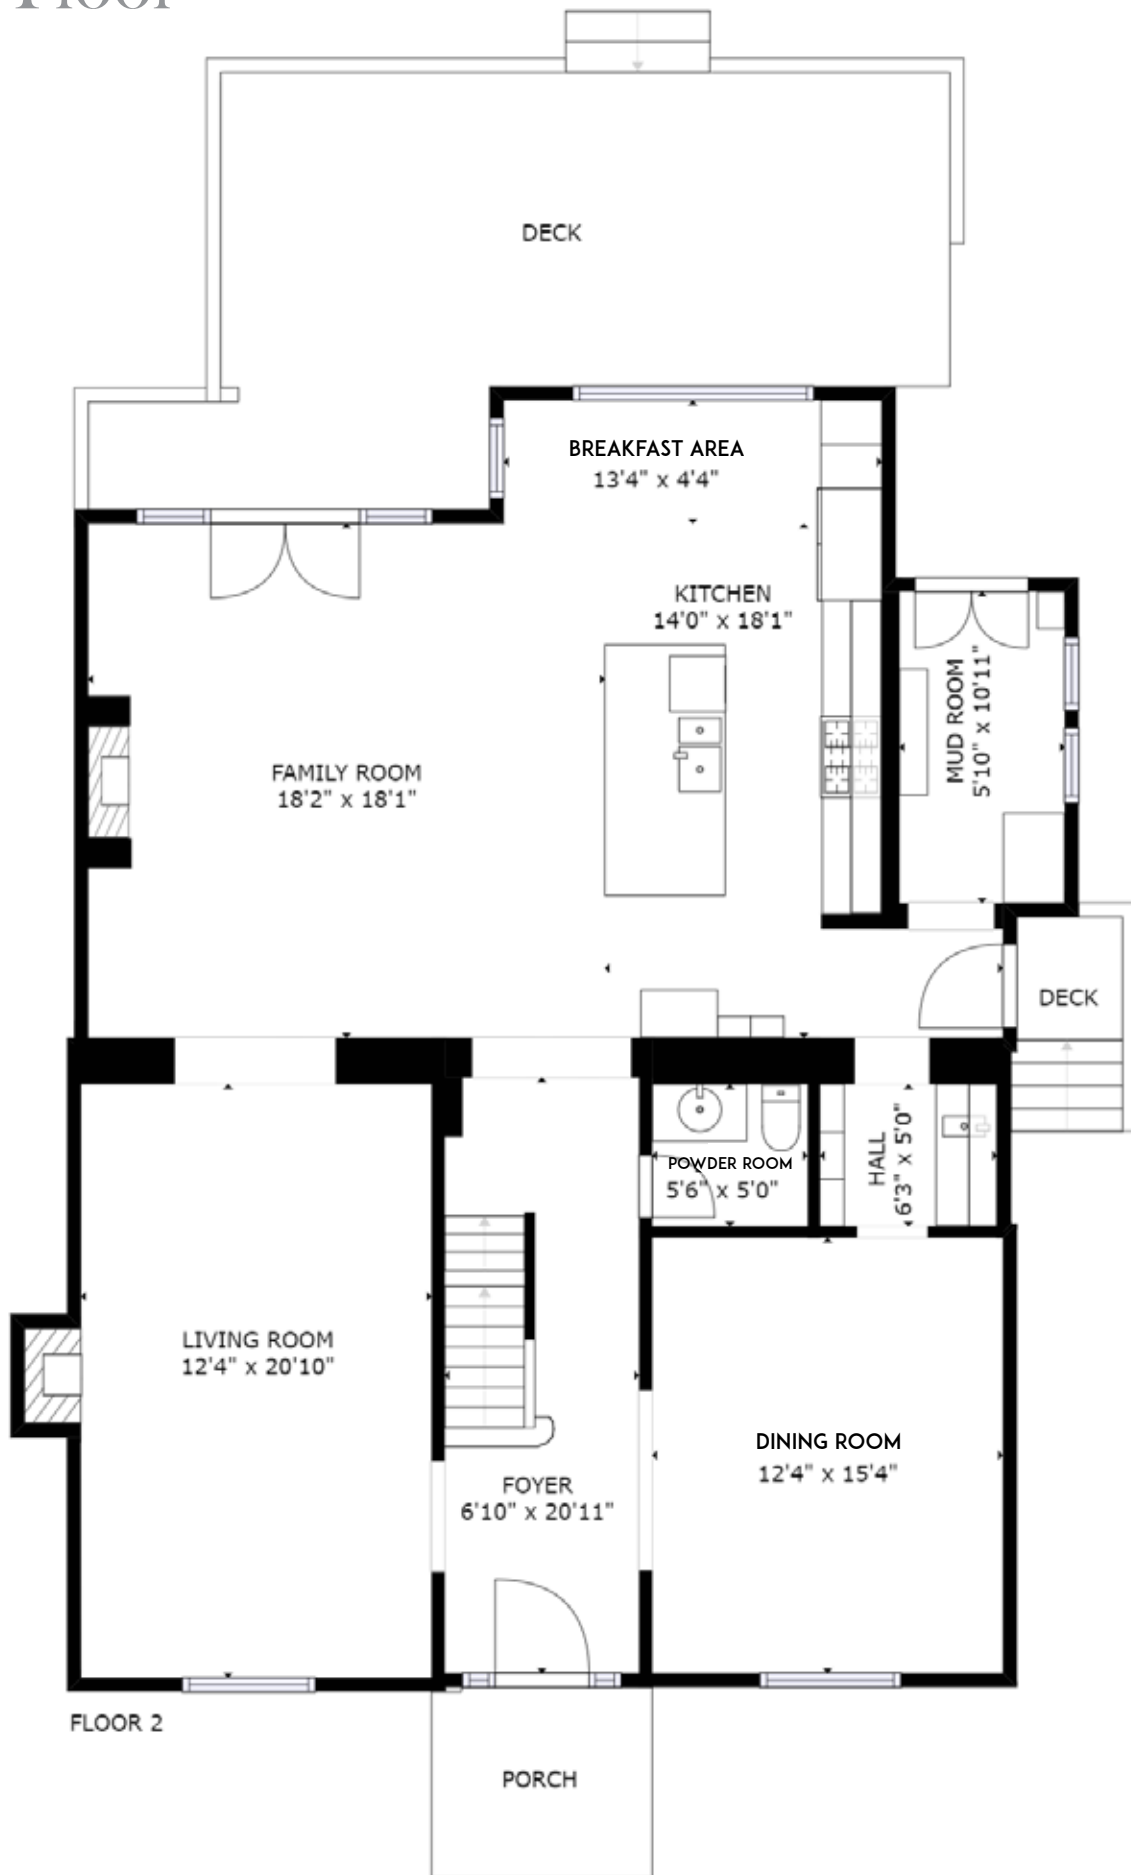 Floor
DECK
BREAKFAST AREA
13'4" x 4'4"
KITCHEN
14'0" x 18'1"
MUD ROOM
5'10" x 10'11"
FAMILY ROOM
18'2" x 18'1"
DECK
POWDER ROOM
5'6" x 5'0"
HALL
6'3" x 5'0"
LIVING ROOM
12'4" x 20'10"
DINING ROOM
12'4" x 15'4"
FOYER
6'10" x 20'11"
FLOOR 2
PORCH